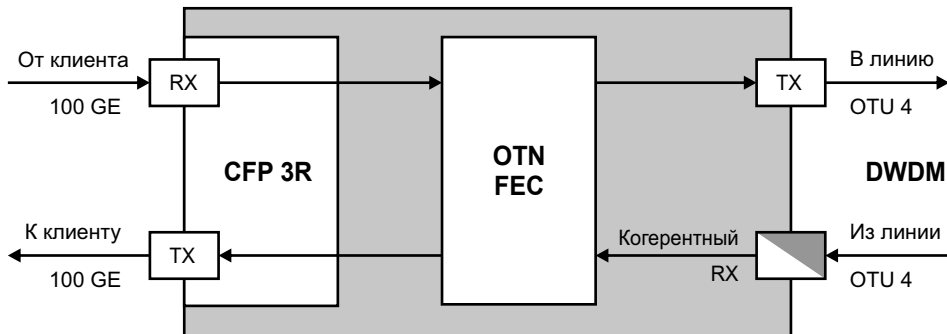 От клиента
100 GE
RX
CFP 3R
OTN
FEC
TX
В линию
OTU 4
DWDM
К клиенту
100 GE
TX
Когерентный
RX
Из линии
OTU 4